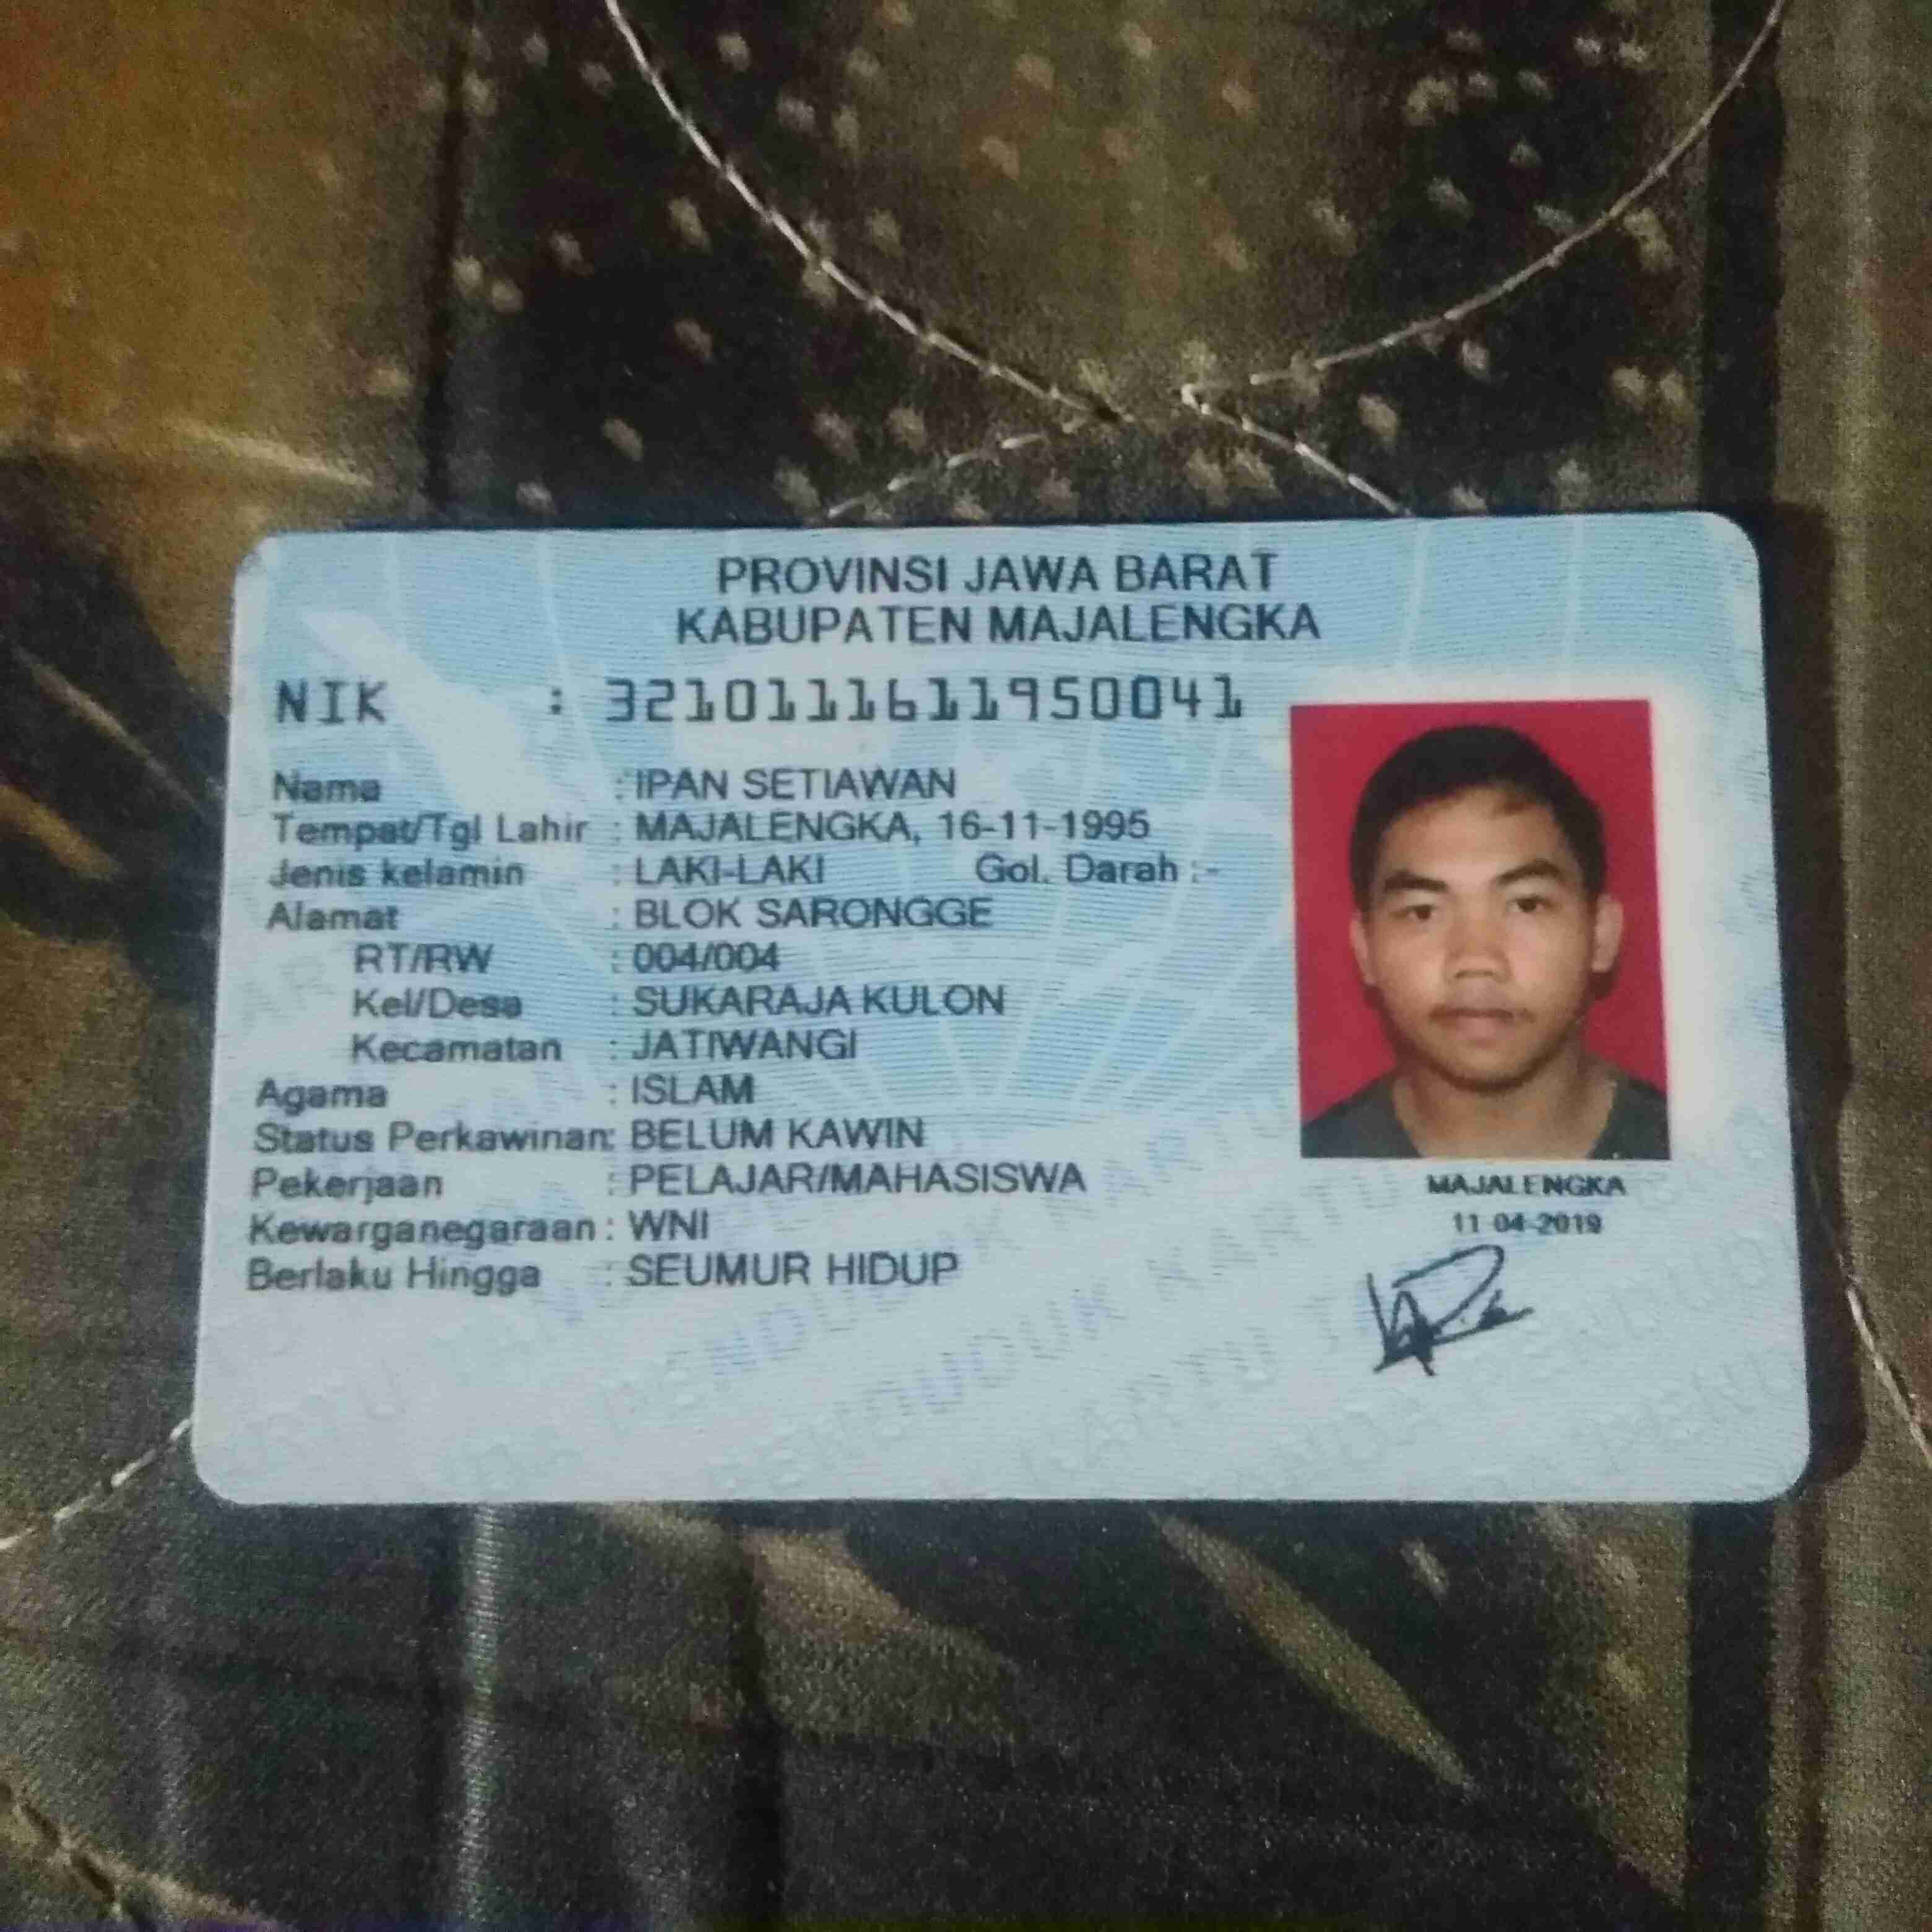 PROVINSI JAWA BARAT
KABUPATEN MAJALENGKA
NIK : 3210111611950041
Nama : IPAN SETIAWAN
Tempat/Tgl Lahir : MAJALENGKA, 16-11-1995
Jenis kelamin : LAKI-LAKI Gol. Darah :-
Alamat : BLOK SARONGGE
RT/RW : 004/004
Kel/Desa : SUKARAJA KULON
Kecamatan : JATIWANGI
Agama : ISLAM
Status Perkawinan: BELUM KAWIN
Pekerjaan : PELAJAR/MAHASISWA
Kewarganegaraan : WNI
Berlaku Hingga : SEUMUR HIDUP
MAJALENGKA
11-04-2019